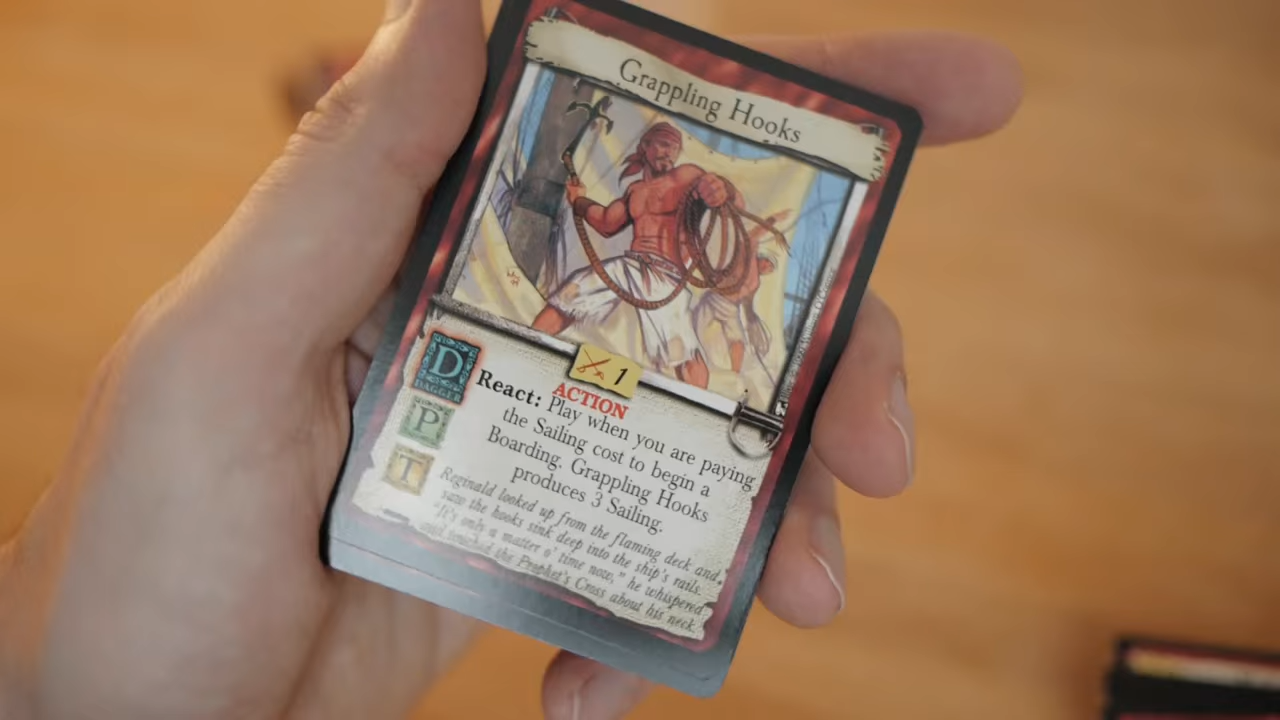 Grappling Hooks
1
D
DAGGER
P
T
ACTION
React: Play when you are paying
the Sailing cost to begin a
Boarding. Grappling Hooks
produces 3 Sailing.
Reginald looked up from the flaming deck and
saw the hooks sink deep into the ship's rails.
"It's only a matter o' time now," he whispered
and touched the Prophet's Cross about his neck.